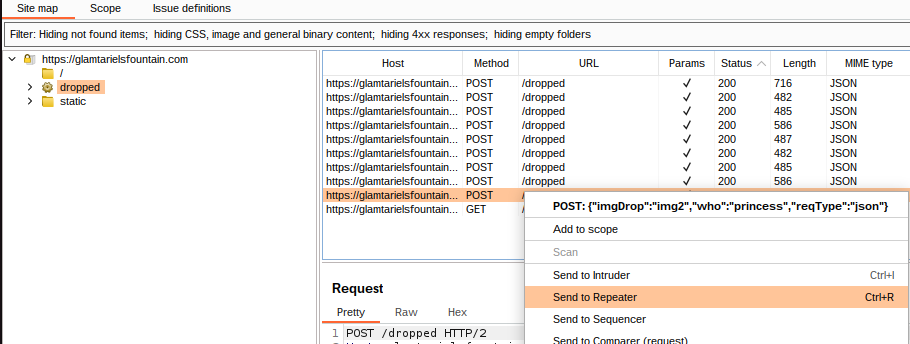 Site map Scope Issue definitions
Filter: Hiding not found items; hiding CSS, image and general binary content; hiding 4xx responses; hiding empty folders
https://glamtarielsfountain.com
/
dropped
static
Host Method URL Params Status Length MIME type
https://glamtarielsfountain... POST /dropped ✓ 200 716 JSON
https://glamtarielsfountain... POST /dropped ✓ 200 482 JSON
https://glamtarielsfountain... POST /dropped ✓ 200 485 JSON
https://glamtarielsfountain... POST /dropped ✓ 200 586 JSON
https://glamtarielsfountain... POST /dropped ✓ 200 487 JSON
https://glamtarielsfountain... POST /dropped ✓ 200 482 JSON
https://glamtarielsfountain... POST /dropped ✓ 200 485 JSON
https://glamtarielsfountain... POST /dropped ✓ 200 586 JSON
https://glamtarielsfountain... POST
https://glamtarielsfountain... GET
POST: {"imgDrop":"img2","who":"princess","reqType":"json"}
Add to scope
Scan
Send to Intruder Ctrl+I
Send to Repeater Ctrl+R
Send to Sequencer
Send to Comparer (request)
Request
Pretty Raw Hex
1 POST /dropped HTTP/2